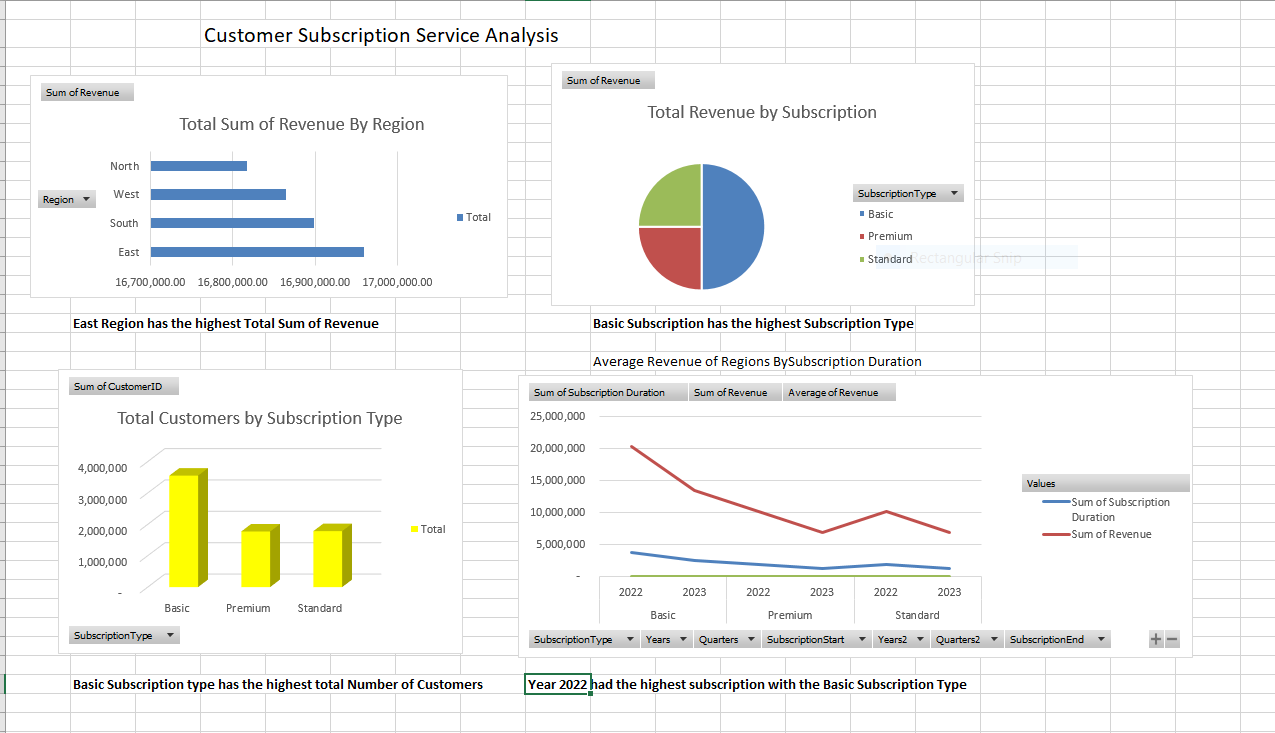 Customer Subscription Service Analysis
Sum of Revenue
Total Sum of Revenue By Region
North
West
South
East
Region
Total
16,700,000.00 16,800,000.00 16,900,000.00 17,000,000.00
East Region has the highest Total Sum of Revenue
Sum of Revenue
Total Revenue by Subscription
SubscriptionType
Basic
Premium
Standard
Rectangular Snip
Basic Subscription has the highest Subscription Type
Sum of CustomerID
Total Customers by Subscription Type
4,000,000
3,000,000
2,000,000
1,000,000
-
Total
Basic Premium Standard
SubscriptionType
Basic Subscription type has the highest total Number of Customers
Average Revenue of Regions BySubscription Duration
Sum of Subscription Duration Sum of Revenue Average of Revenue
25,000,000
20,000,000
15,000,000
10,000,000
5,000,000
-
Values
Sum of Subscription
Duration
Sum of Revenue
2022 2023 2022 2023 2022 2023
Basic Premium Standard
SubscriptionType Years Quarters SubscriptionStart Years2 Quarters2 SubscriptionEnd
Year 2022 had the highest subscription with the Basic Subscription Type